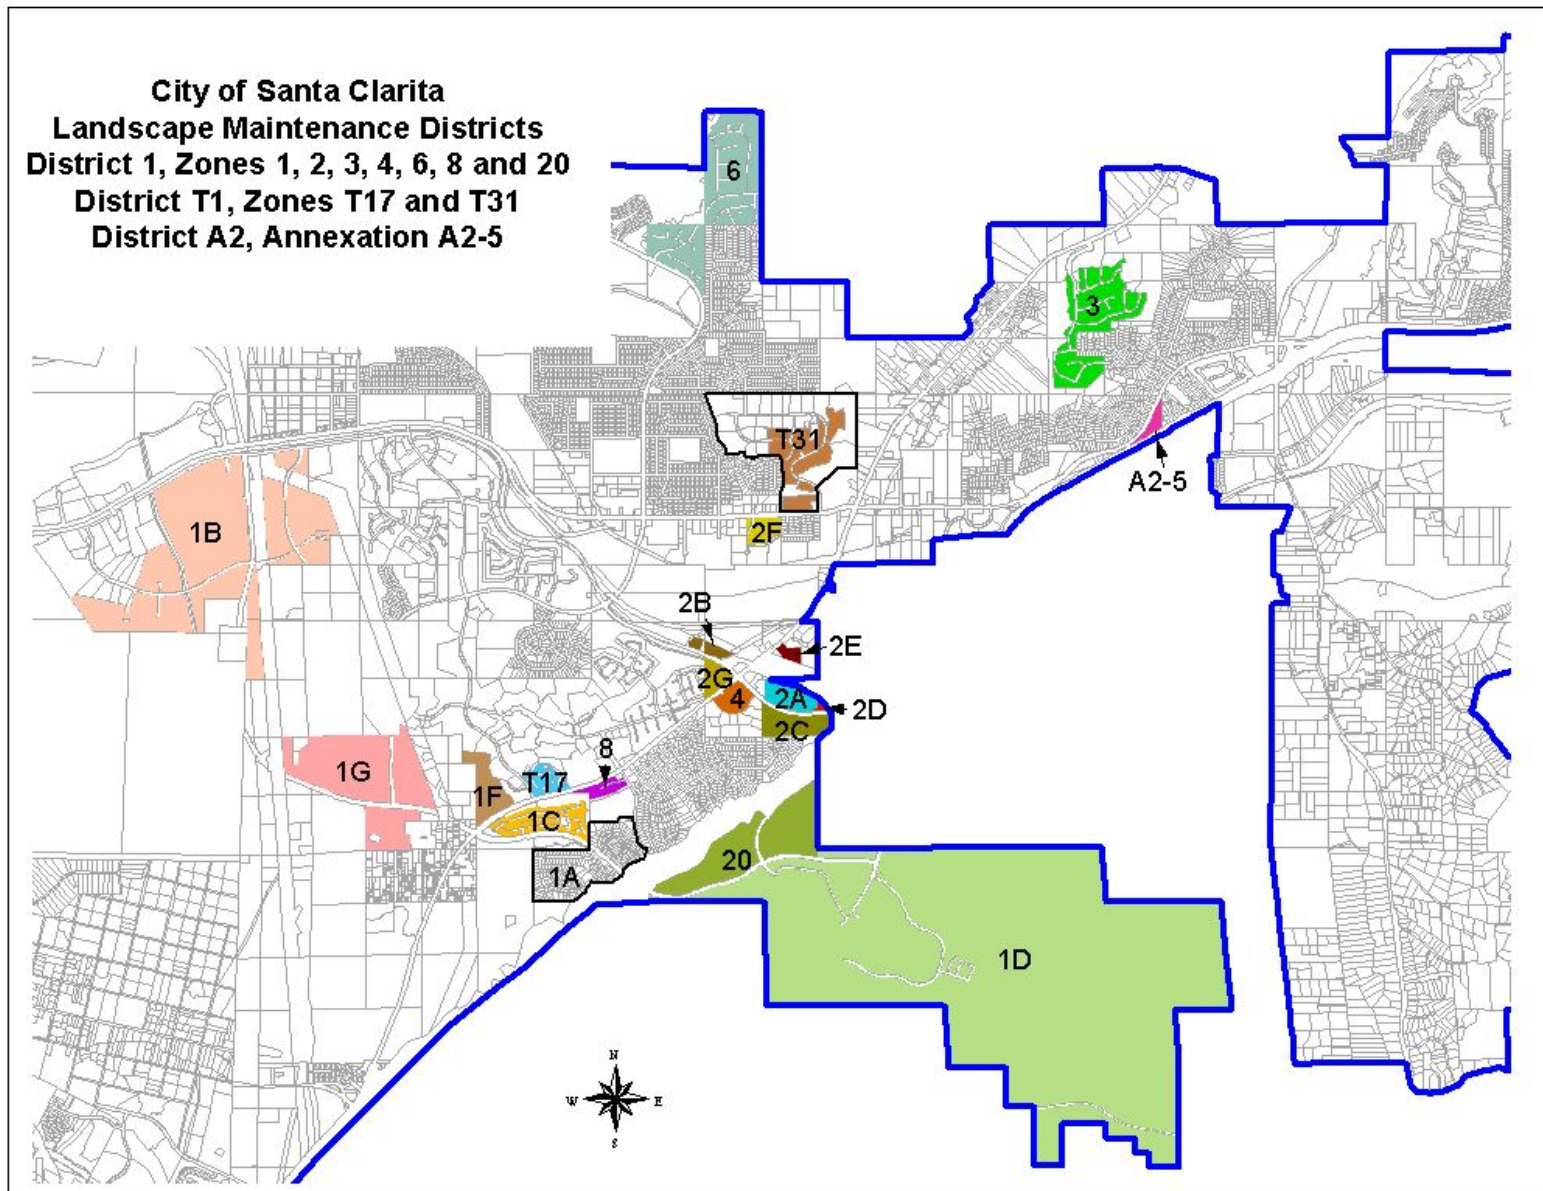 City of Santa Clarita
Landscape Maintenance Districts
District 1, Zones 1, 2, 3, 4, 6, 8 and 20
District T1, Zones T17 and T31
District A2, Annexation A2-5
6
3
T31
A2-5
1B
2F
2B
2E
2G
4
2A
2D
2C
8
1G
T17
1F
1C
20
1A
1D
N
W
E
S